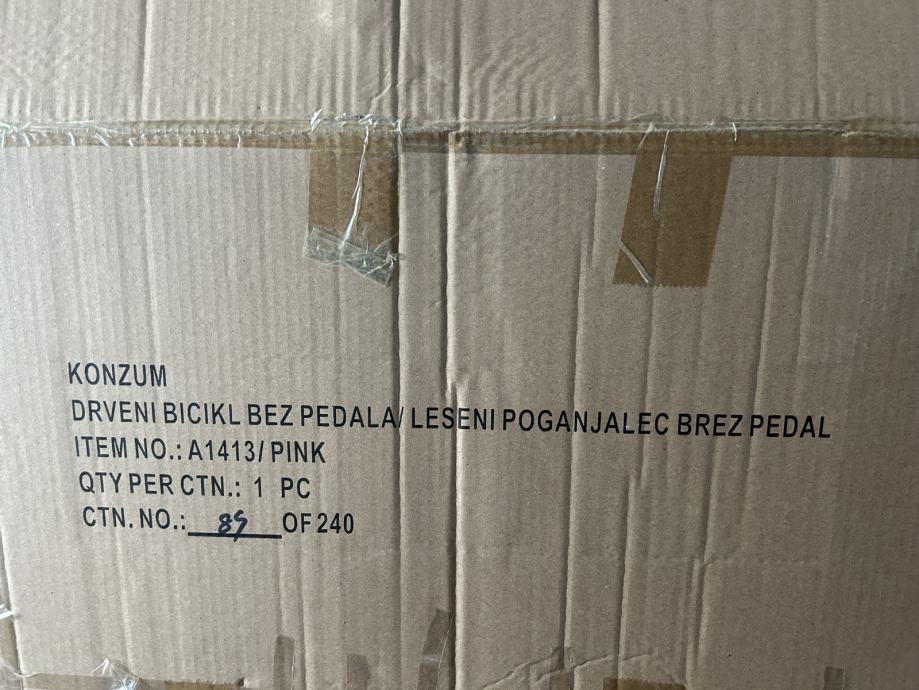 KONZUM
DRVENI BICIKL BEZ PEDALA/ LESENI POGANJALEC BREZ PEDAL
ITEM NO.: A1413/ PINK
QTY PER CTN.: 1 PC
CTN. NO.: 89 OF 240